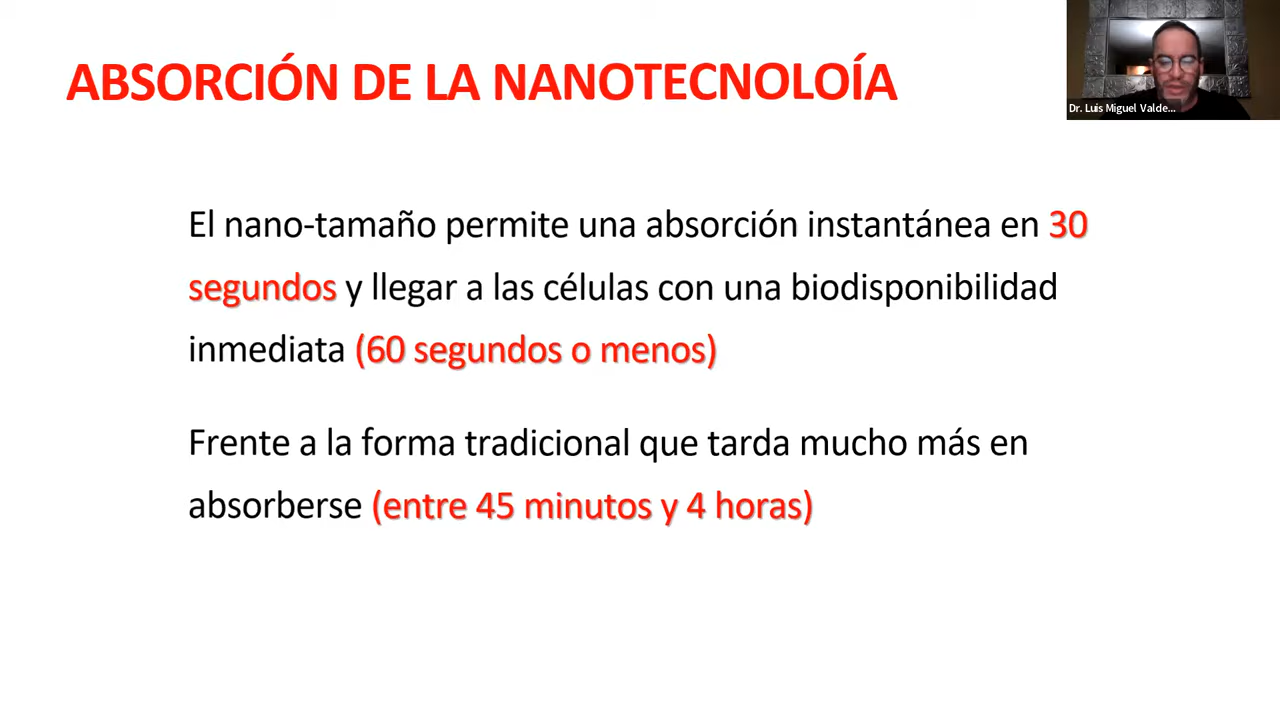 ABSORCIÓN DE LA NANOTECNOLOÍA
Dr. Luis Miguel Valde...
El nano-tamaño permite una absorción instantánea en 30
segundos y llegar a las células con una biodisponibilidad
inmediata (60 segundos o menos)
Frente a la forma tradicional que tarda mucho más en
absorberse (entre 45 minutos y 4 horas)